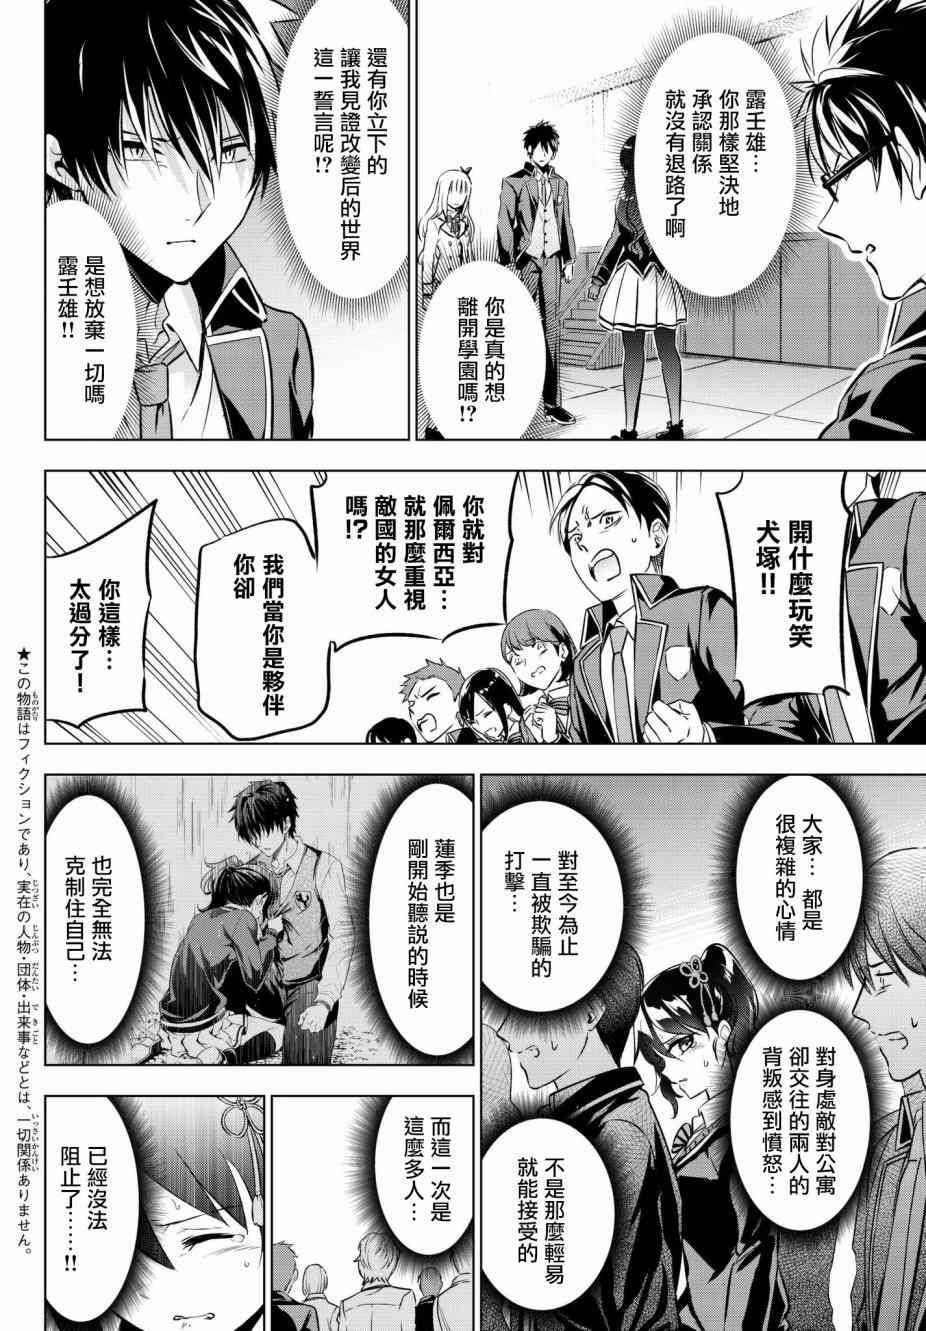 露壬雄…
你那樣堅決地
承認關係
就沒有退路了啊
你是真的想
離開學園嗎!?
還有你立下的
讓我見證改變后的世界
這一誓言呢!?
是想放棄一切嗎
露壬雄!!
開什麼玩笑
犬塚!!
你就對
佩爾西亞…
就那麼重視
敵國的女人
嗎!?
我們當你是夥伴
你卻
你這樣…
太過分了!
大家… 都是
很複雜的心情
對至今為止
一直被欺騙的
打擊…
對身處敵對公寓
卻交往的兩人的
背叛感到憤怒…
不是那麼輕易
就能接受的
蓮季也是
剛開始聽説的時候
也完全無法
克制住自己…
而這一次是
這麼多人…
已經沒法
阻止了……!!
★この物語はフィクションであり、実在の人物・団体・出来事などとは、一切関係ありません。